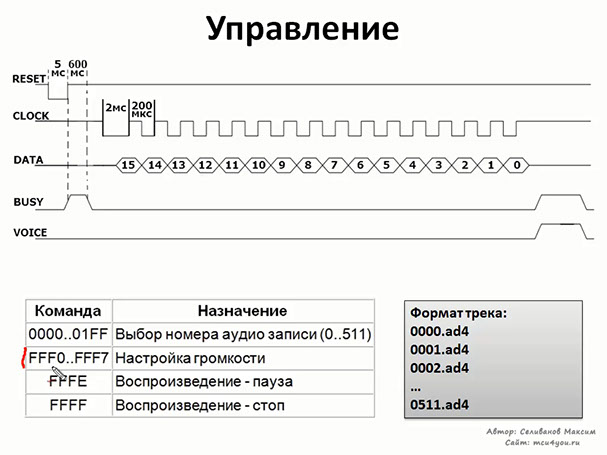 Управление
5 мс 600 мс
RESET
CLOCK 2мс 200 мкс
DATA 15 14 13 12 11 10 9 8 7 6 5 4 3 2 1 0
BUSY
VOICE
Команда Назначение
0000..01FF Выбор номера аудио записи (0..511)
FFF0..FFF7 Настройка громкости
FFFE Воспроизведение - пауза
FFFF Воспроизведение - стоп
Формат трека:
0000.ad4
0001.ad4
0002.ad4
...
0511.ad4
Автор: Селиванов Максим
Сайт: mcu4you.ru